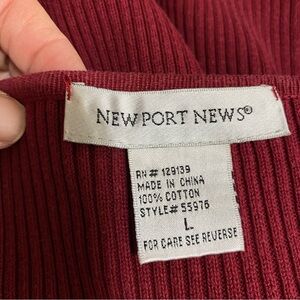 NEWPORT NEWS®
RN# 129139
MADE IN CHINA
100% COTTON
STYLE# 55976
L
FOR CARE SEE REVERSE